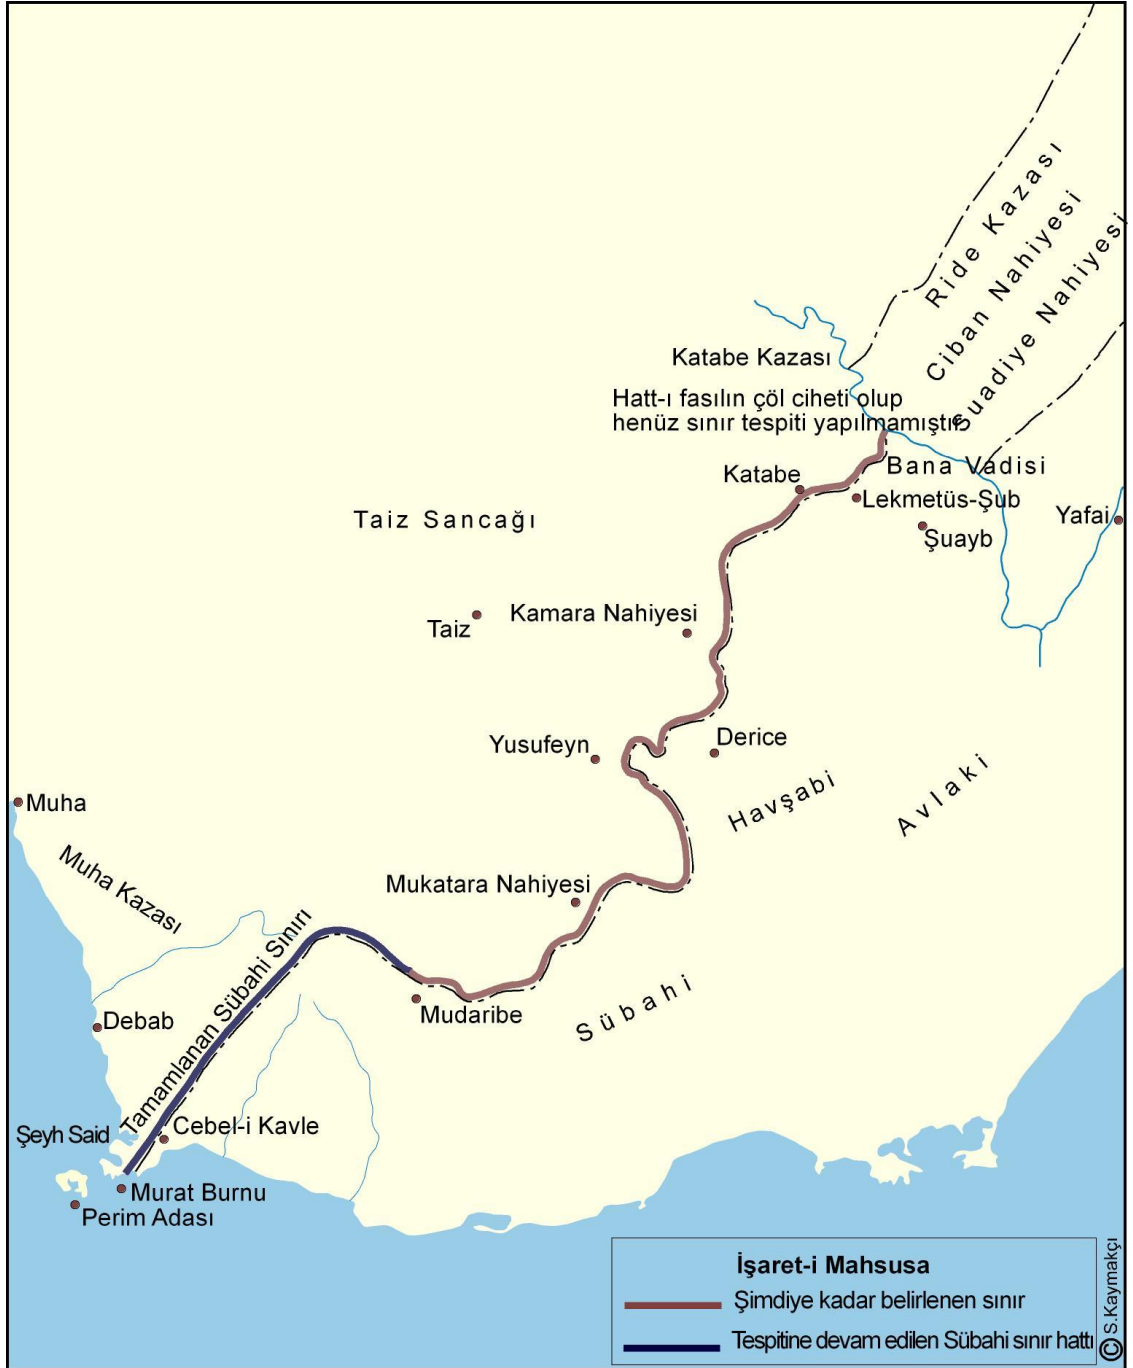 Ride Kazası
Ciban Nahiyesi
Suadiye Nahiyesi
Katabe Kazası
Hatt-ı fasılın çöl ciheti olup
henüz sınır tespiti yapılmamıştır.
Bana Vadisi
Katabe
Lekmetüs-Şub
Yafai
Şuayb
Taiz Sancağı
Kamara Nahiyesi
Taiz
Derice
Yusufeyn
Havşabi
Avlaki
Muha
Muha Kazası
Mukatara Nahiyesi
Tamamlanan Sübahi Sınırı
Sübahi
Mudaribe
Debab
Cebel-i Kavle
Şeyh Said
Murat Burnu
Perim Adası
İşaret-i Mahsusa
Şimdiye kadar belirlenen sınır
Tespitine devam edilen Sübahi sınır hattı
© S.Kaymakçı